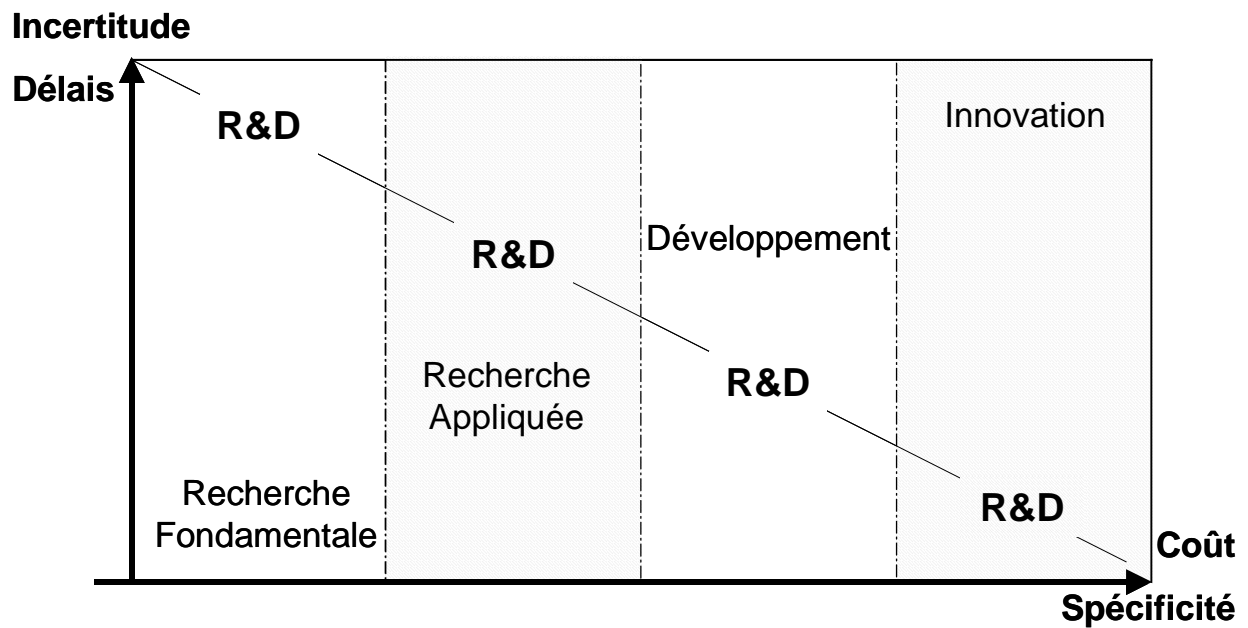 Incertitude
Délais
R&D
Innovation
R&D
Développement
Recherche
Appliquée
R&D
Recherche
Fondamentale
R&D
Coût
Spécificité